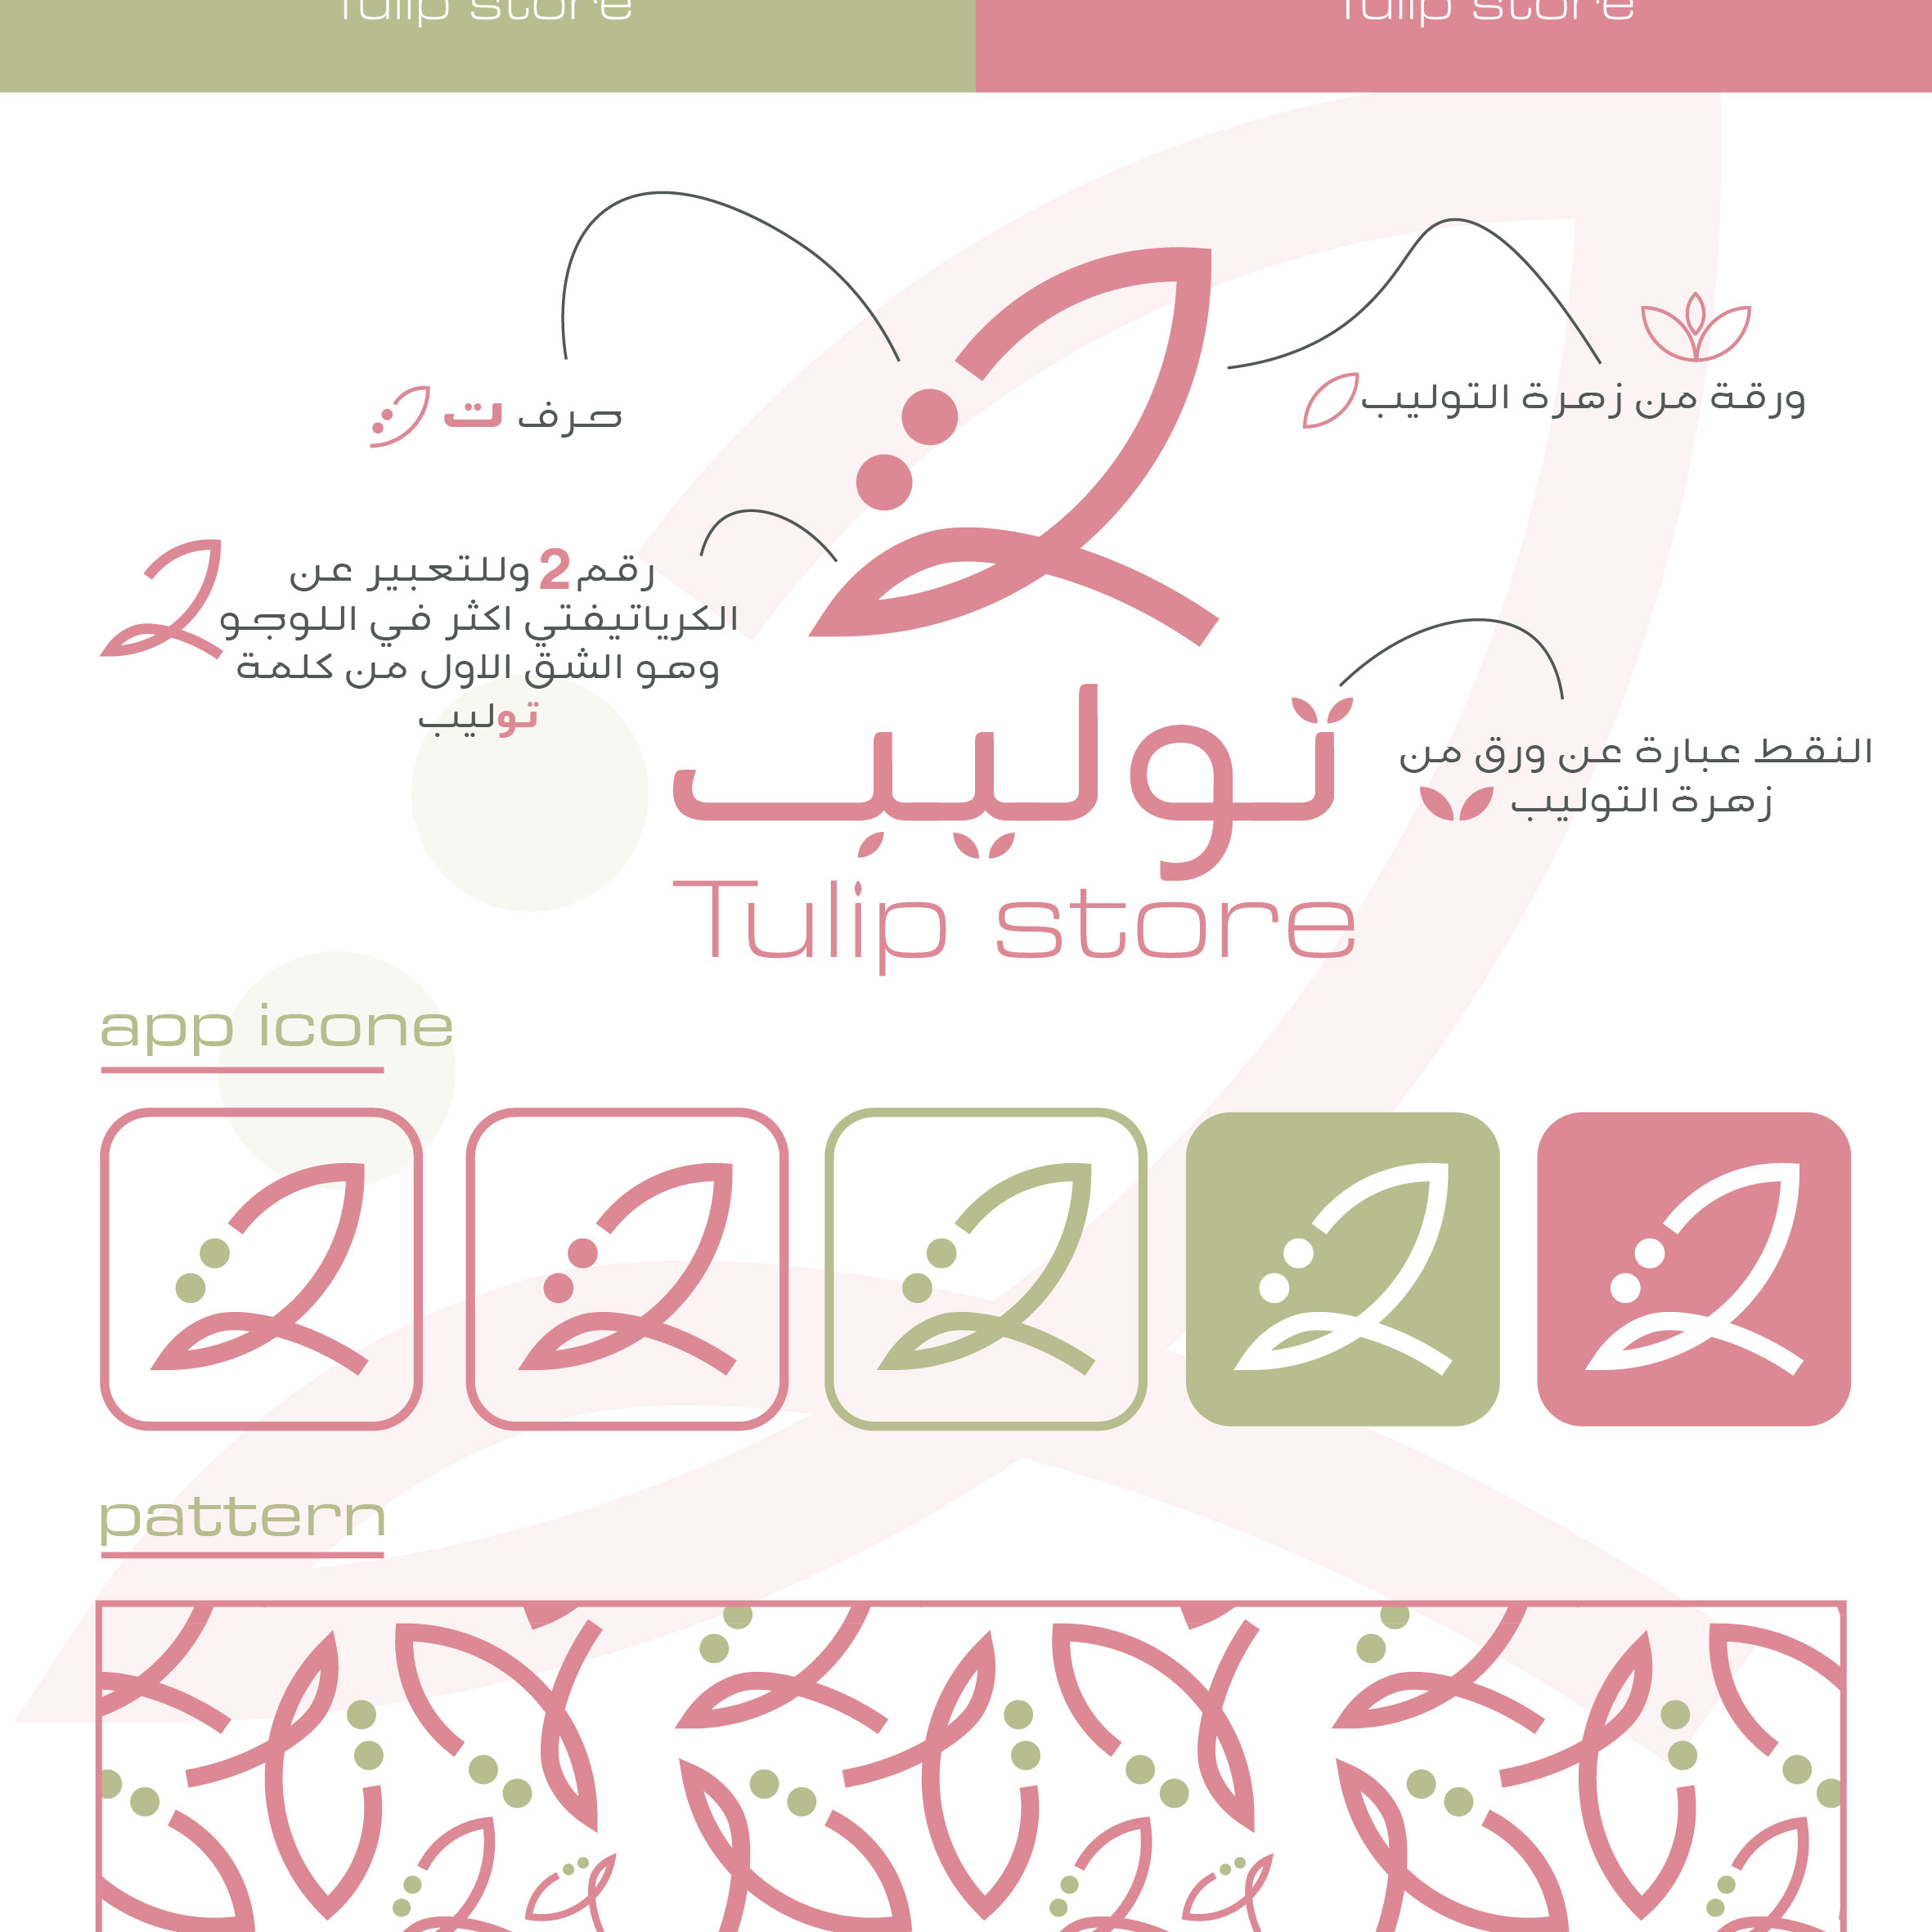 Tulip store
Tulip store
حرف ت
ورقة من زهرة التوليب
رقم 2 وللتعبير عن
الكرياتيفتي اكثر في اللوجو
وهو الشق الاول من كلمة
توليب
توليب
Tulip store
النقط عبارة عن ورق من
زهرة التوليب
app icone
pattern